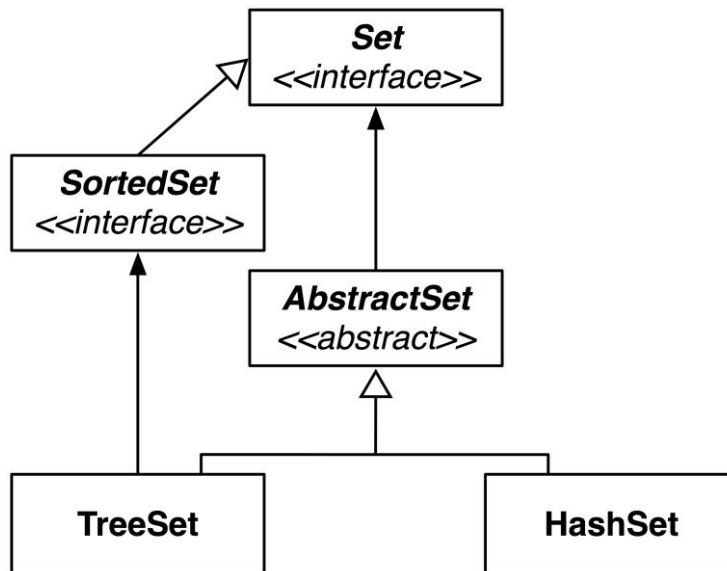 Set
<<interface>>
SortedSet
<<interface>>
AbstractSet
<<abstract>>
TreeSet
HashSet